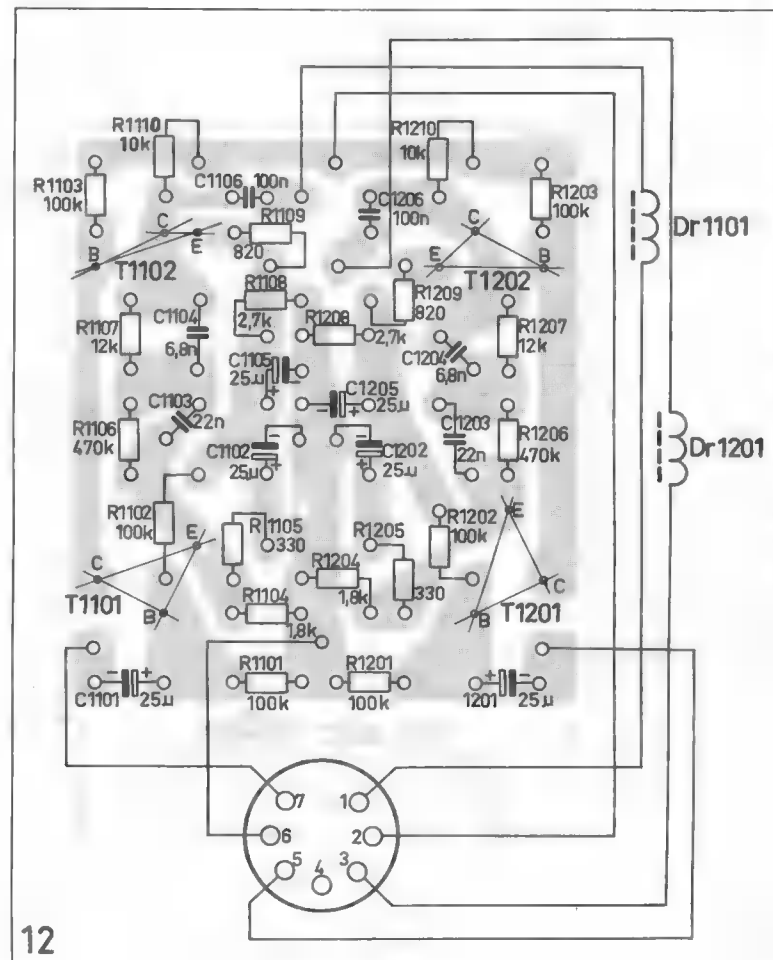 R1110
10k
R1210
10k
R1103
100k
C1106
100n
C1206
100n
R1203
100k
Dr1101
R1109
820
C
E
B
T1102
C
E
B
T1202
R1108
2,7k
R1209
820
R1107
12k
C1104
6,8n
R1208
2,7k
R1207
12k
C1204
6,8n
C1105
25µ
+
C1205
- +
25µ
C1103
22n
R1106
470k
C1102
-
+
25µ
C1202
-
+
25µ
C1203
22n
R1206
470k
Dr1201
R1102
100k
R1105
330
R1205
330
R1202
100k
E
C
B
T1201
E
C
B
T1101
R1204
1,8k
R1104
1,8k
R1101
100k
R1201
100k
- +
C1101
25µ
+ -
1201
25µ
7
1
6
2
5
4
3
12